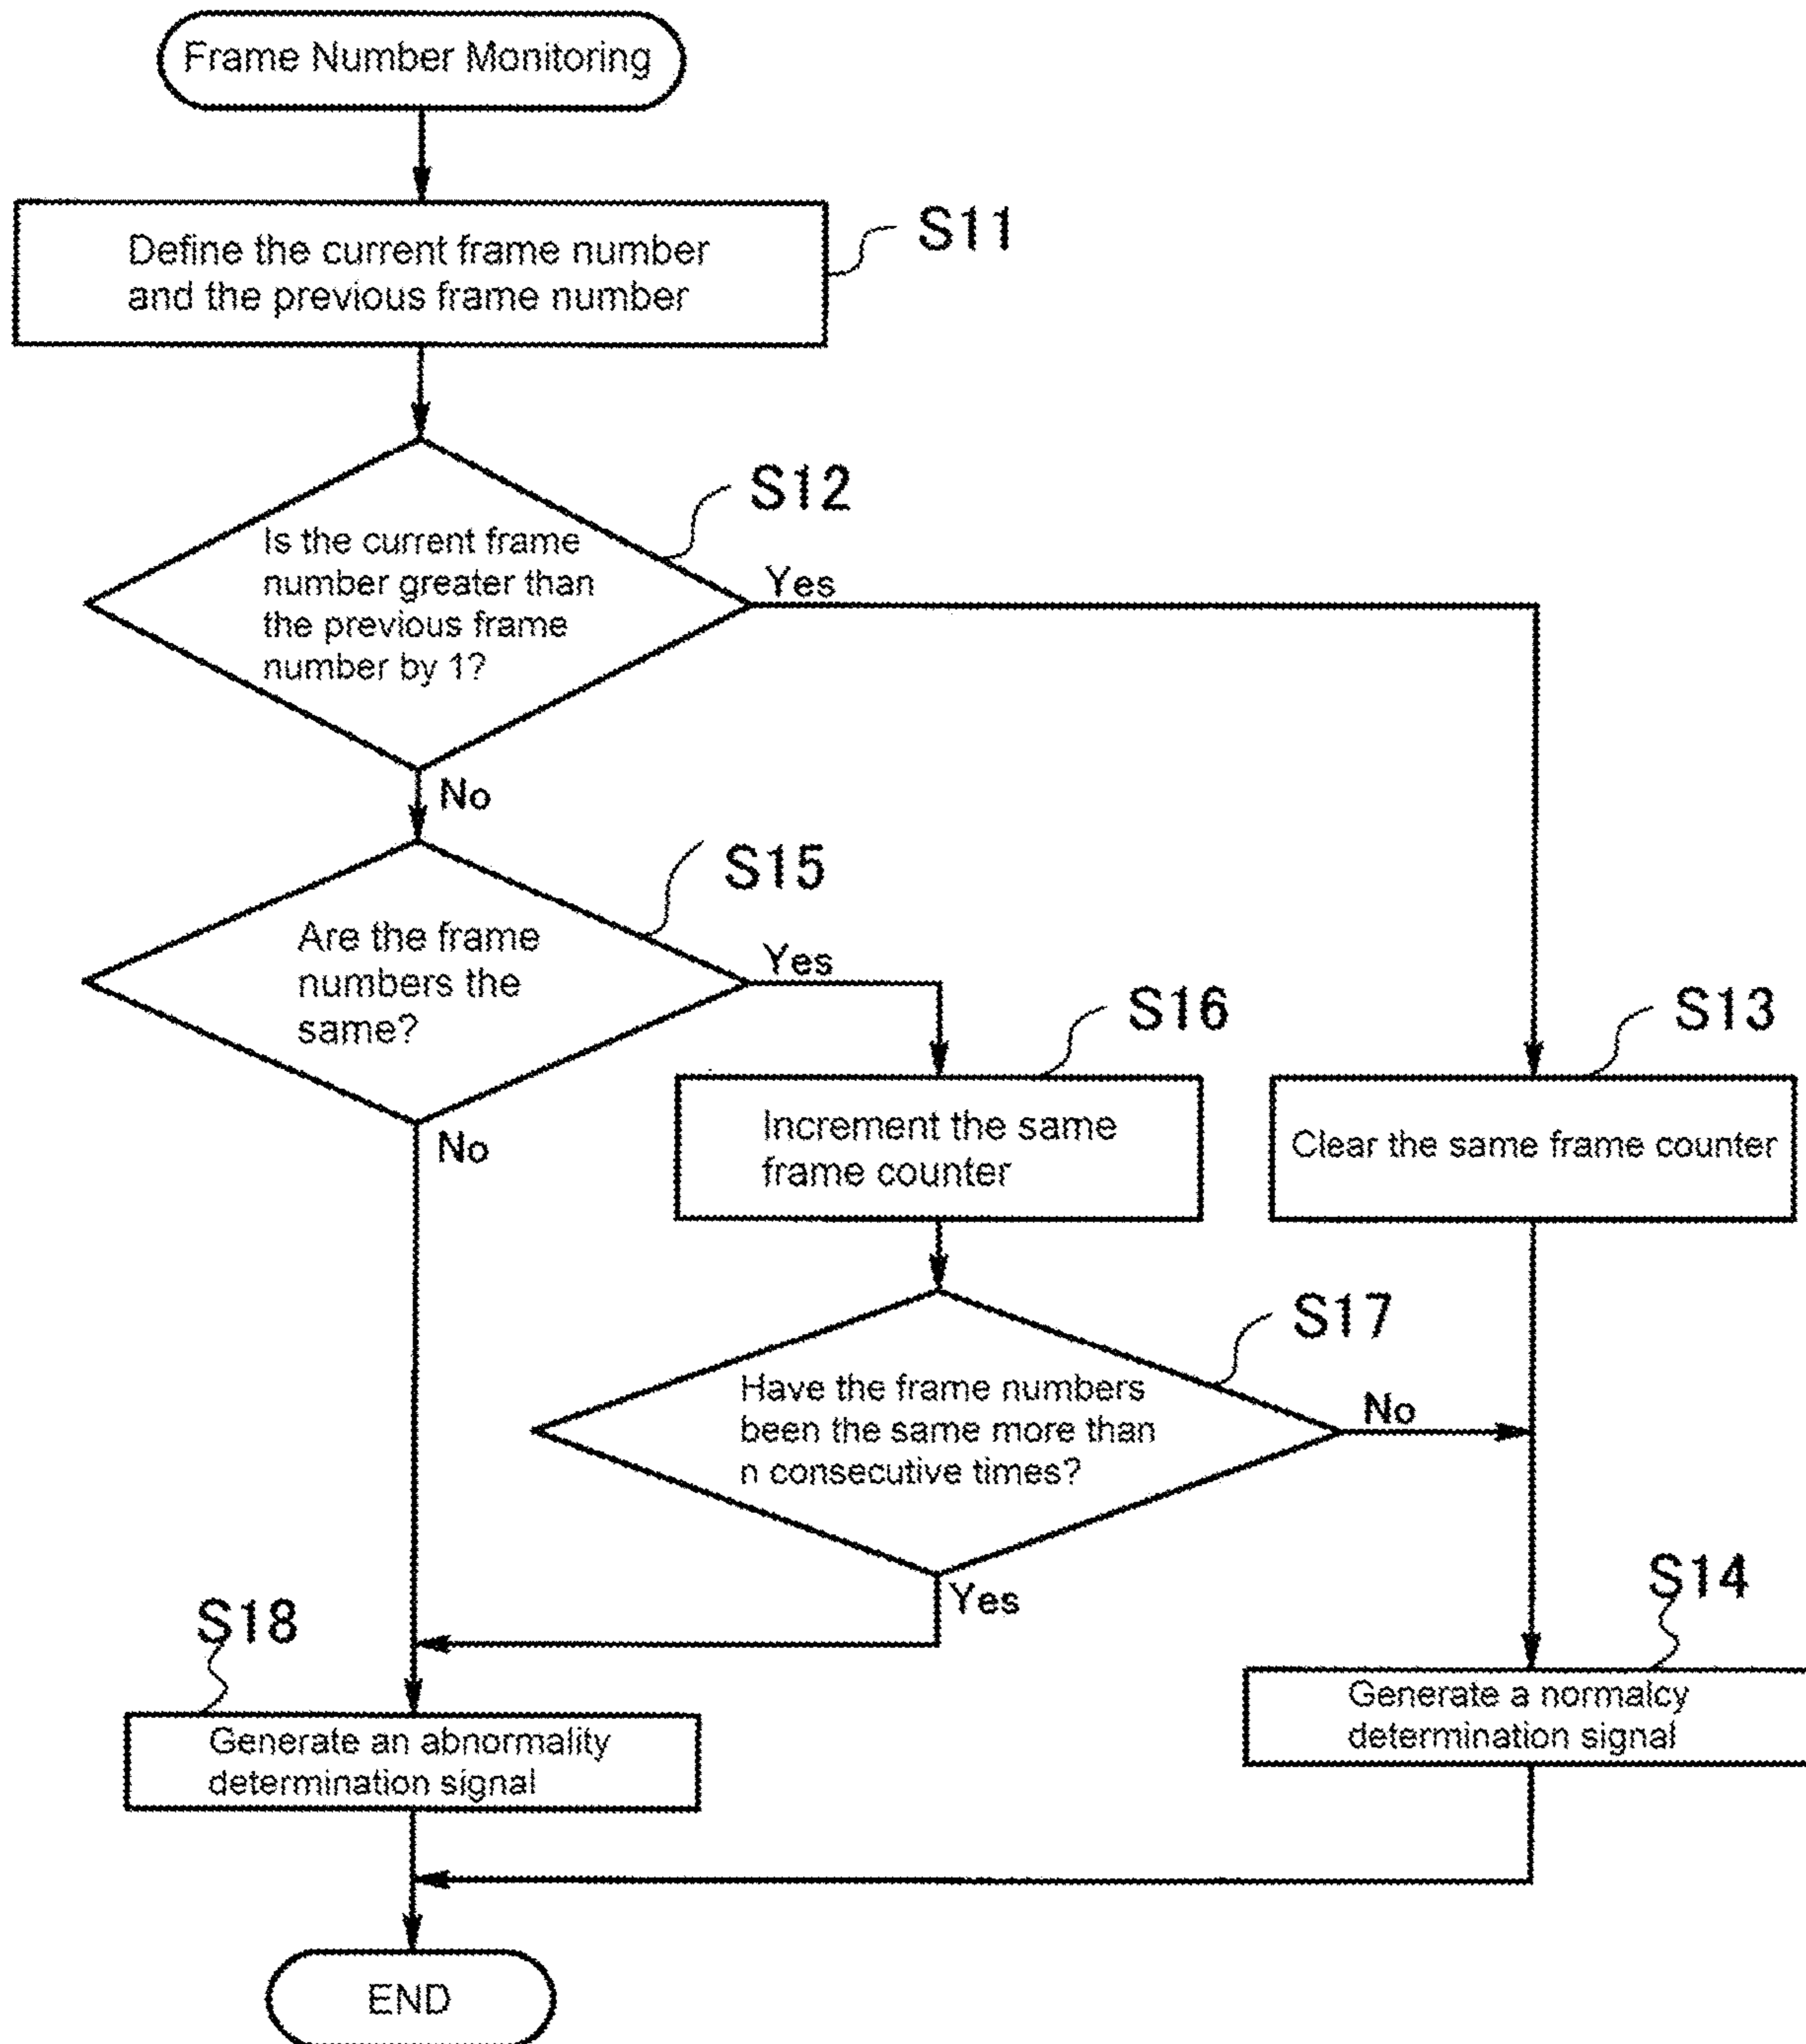 Frame Number Monitoring
Define the current frame number
and the previous frame number
S11
S12
Is the current frame
number greater than
the previous frame
number by 1?
Yes
No
S15
Are the frame
numbers the
same?
Yes
No
S16
Increment the same
frame counter
S13
Clear the same frame counter
S17
Have the frame numbers
been the same more than
n consecutive times?
No
Yes
S18
Generate an abnormality
determination signal
S14
Generate a normalcy
determination signal
END